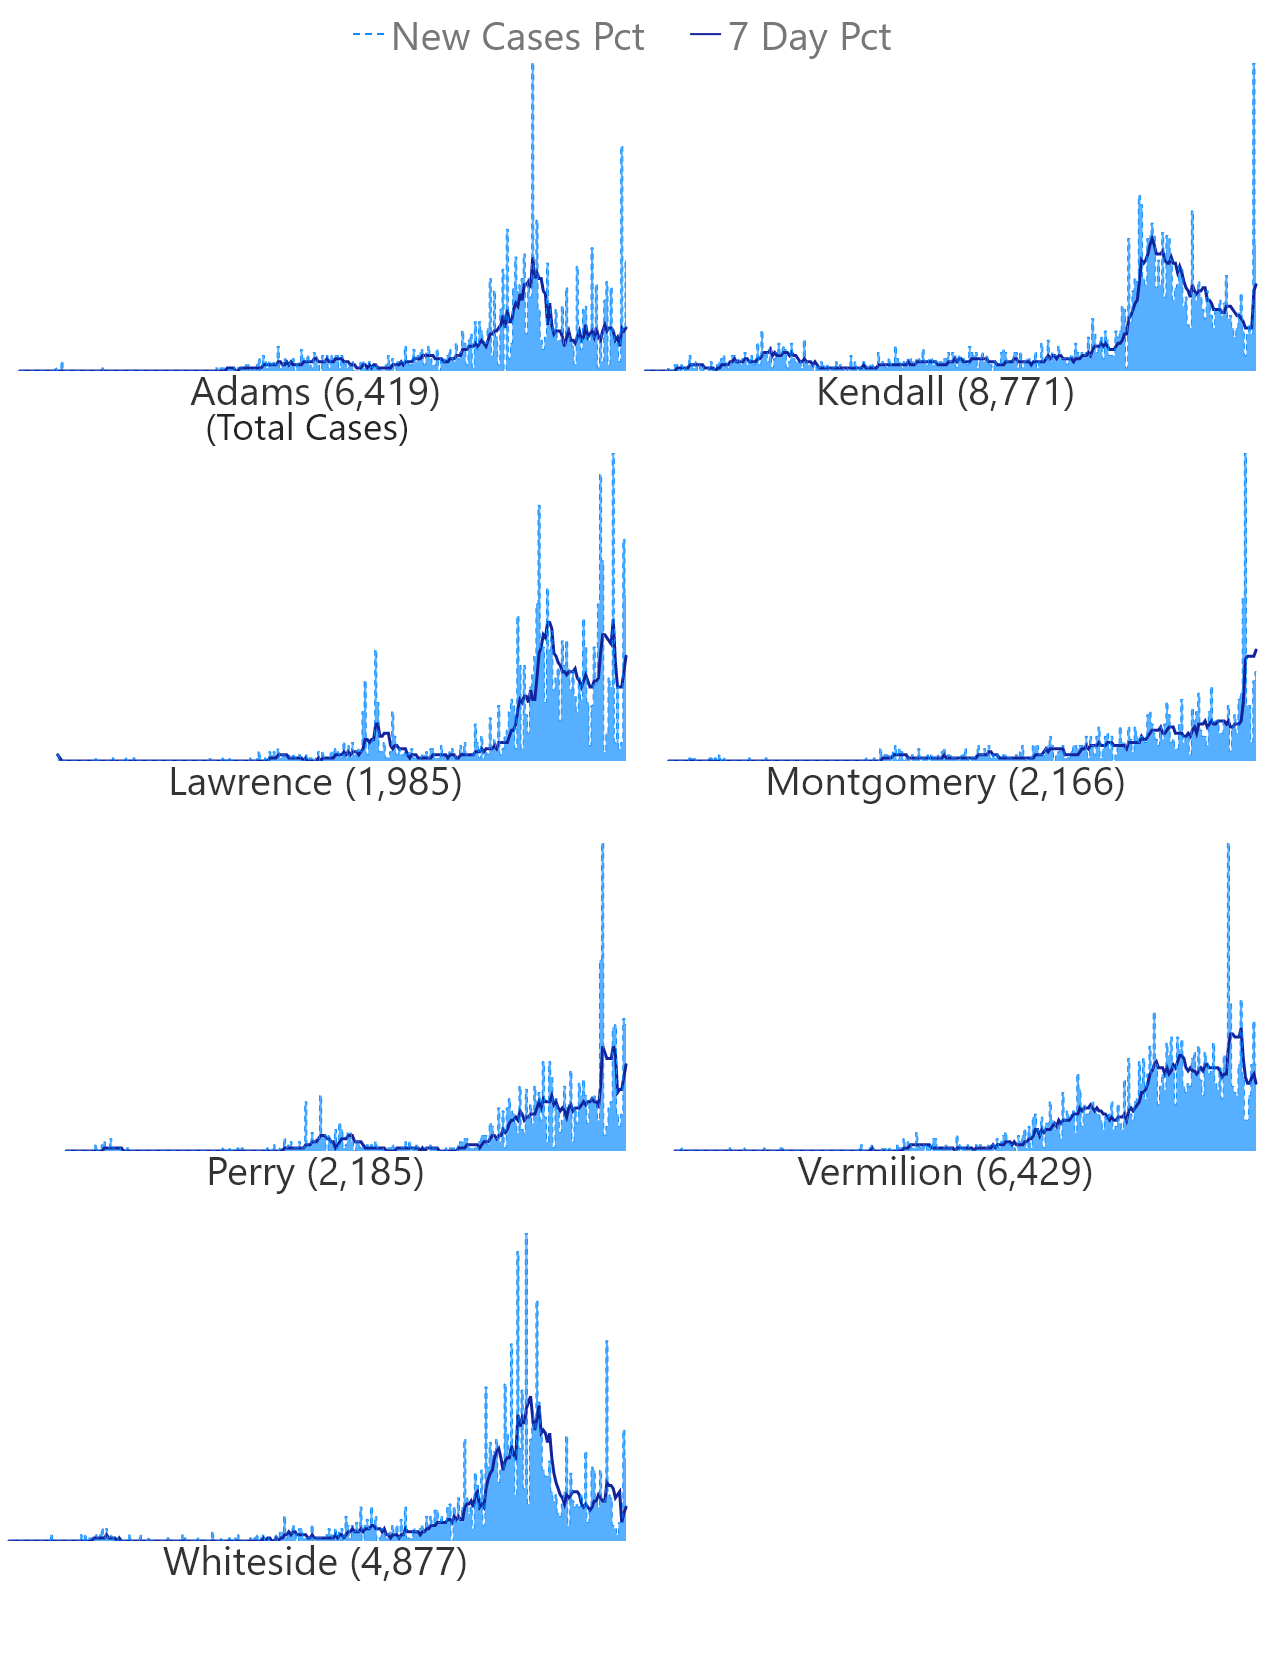 New Cases Pct 7 Day Pct
Adams (6,419) Kendall (8,771)
(Total Cases)
Lawrence (1,985) Montgomery (2,166)
Perry (2,185) Vermilion (6,429)
Whiteside (4,877)